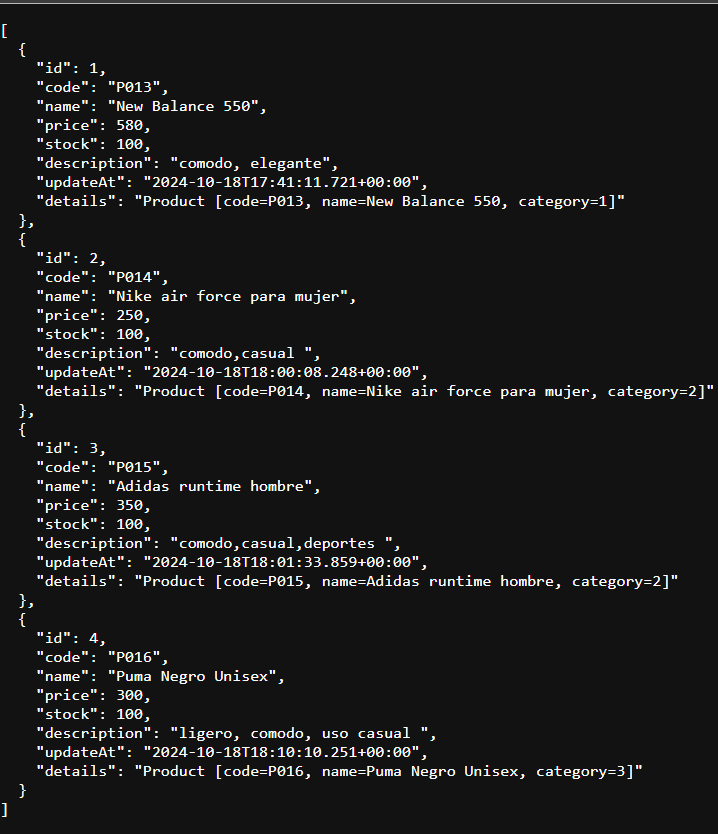 [
  {
    "id": 1,
    "code": "P013",
    "name": "New Balance 550",
    "price": 580,
    "stock": 100,
    "description": "comodo, elegante",
    "updateAt": "2024-10-18T17:41:11.721+00:00",
    "details": "Product [code=P013, name=New Balance 550, category=1]"
  },
  {
    "id": 2,
    "code": "P014",
    "name": "Nike air force para mujer",
    "price": 250,
    "stock": 100,
    "description": "comodo,casual ",
    "updateAt": "2024-10-18T18:00:08.248+00:00",
    "details": "Product [code=P014, name=Nike air force para mujer, category=2]"
  },
  {
    "id": 3,
    "code": "P015",
    "name": "Adidas runtime hombre",
    "price": 350,
    "stock": 100,
    "description": "comodo,casual,deportes ",
    "updateAt": "2024-10-18T18:01:33.859+00:00",
    "details": "Product [code=P015, name=Adidas runtime hombre, category=2]"
  },
  {
    "id": 4,
    "code": "P016",
    "name": "Puma Negro Unisex",
    "price": 300,
    "stock": 100,
    "description": "ligero, comodo, uso casual ",
    "updateAt": "2024-10-18T18:10:10.251+00:00",
    "details": "Product [code=P016, name=Puma Negro Unisex, category=3]"
  }
]